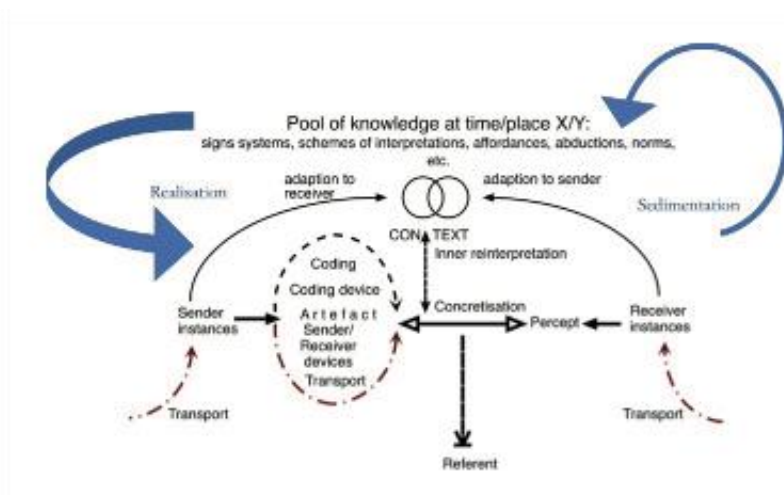 Pool of knowledge at time/place X/Y:
signs systems, schemes of interpretations, affordances, abductions, norms,
etc.
adaption to
receiver
adaption to sender
Realisation
Sedimentation
CON TEXT
Inner reinterpretation
Coding
Coding device
Artefact
Sender/
Receiver
devices
Transport
Sender
instances
Concretisation
Percept
Receiver
instances
Transport
Transport
Referent